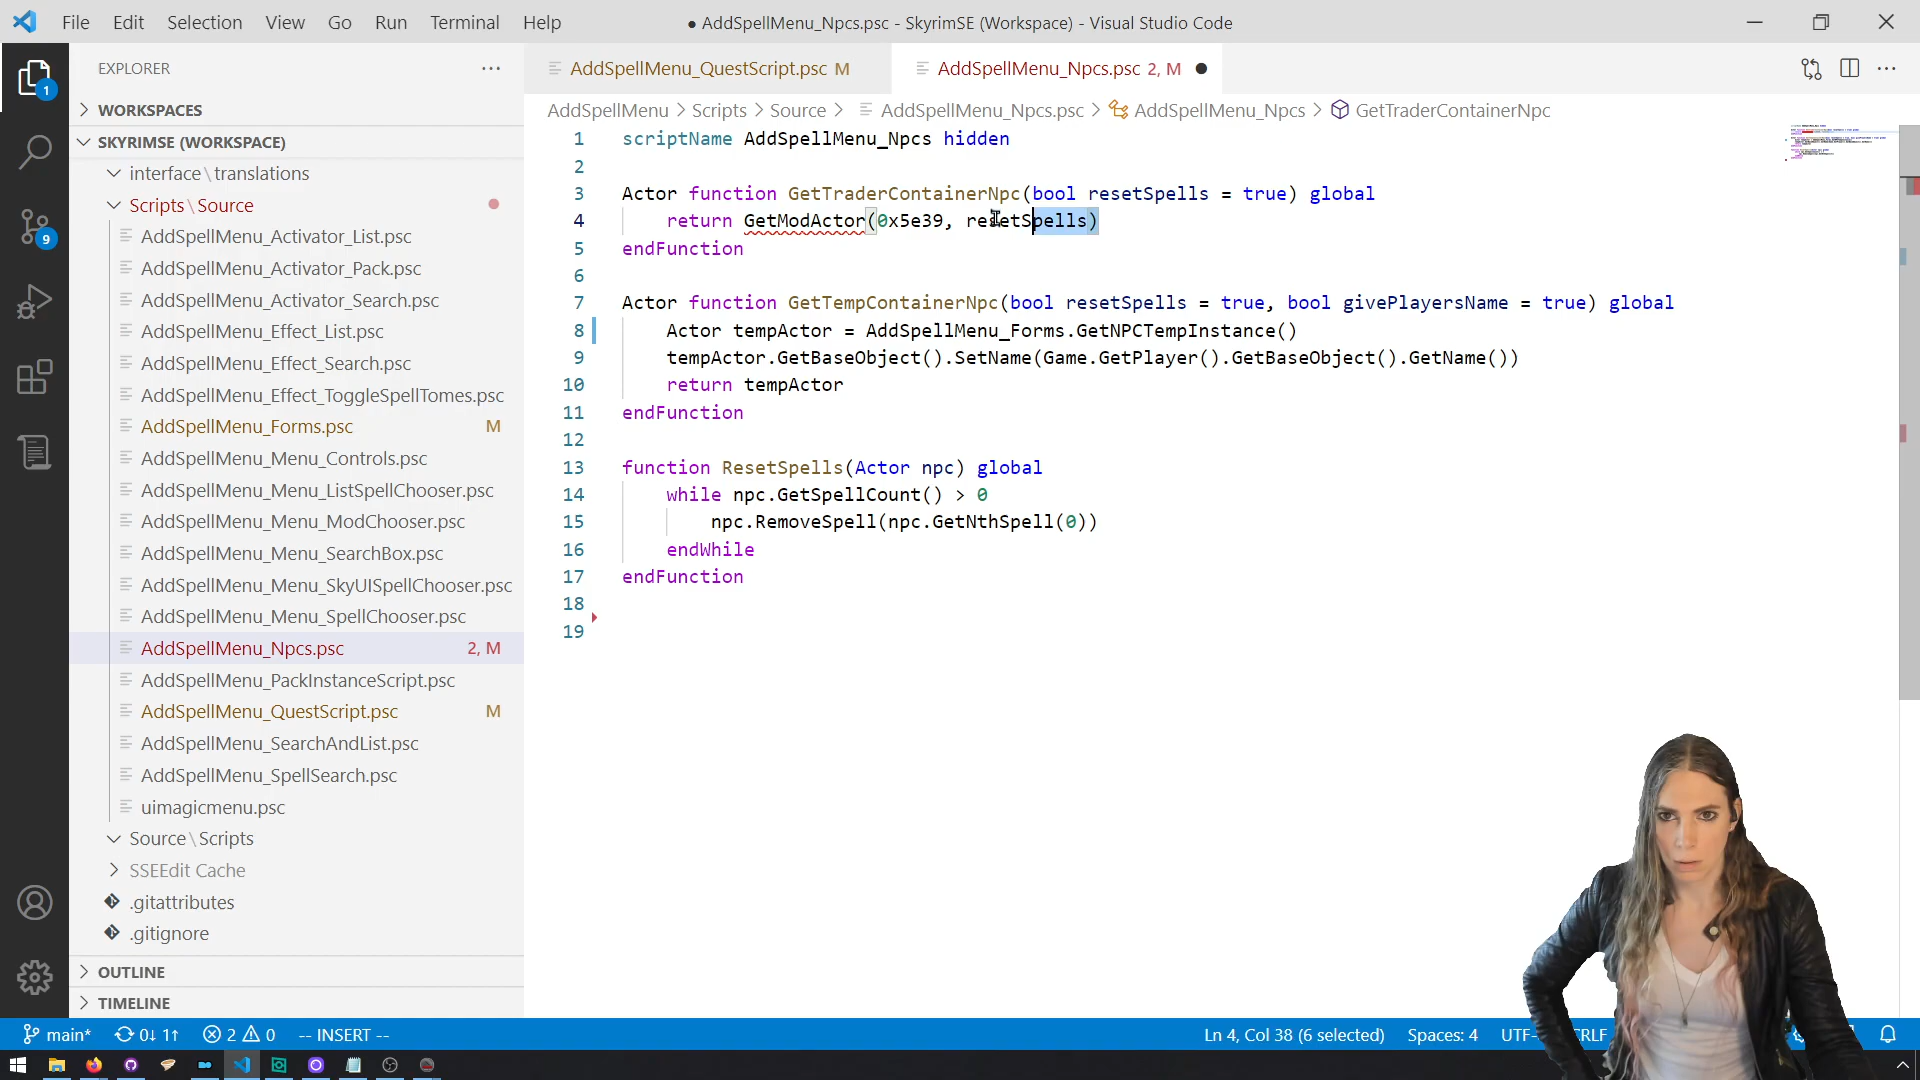 File Edit Selection View Go Run Terminal Help
● AddSpellMenu_Npcs.psc - SkyrimSE (Workspace) - Visual Studio Code
EXPLORER
AddSpellMenu_QuestScript.psc M
AddSpellMenu_Npcs.psc 2, M
WORKSPACES
AddSpellMenu > Scripts > Source > AddSpellMenu_Npcs.psc > AddSpellMenu_Npcs > GetTraderContainerNpc
SKYRIMSE (WORKSPACE)
interface\translations
Scripts\Source
AddSpellMenu_Activator_List.psc
AddSpellMenu_Activator_Pack.psc
AddSpellMenu_Activator_Search.psc
AddSpellMenu_Effect_List.psc
AddSpellMenu_Effect_Search.psc
AddSpellMenu_Effect_ToggleSpellTomes.psc
AddSpellMenu_Forms.psc M
AddSpellMenu_Menu_Controls.psc
AddSpellMenu_Menu_ListSpellChooser.psc
AddSpellMenu_Menu_ModChooser.psc
AddSpellMenu_Menu_SearchBox.psc
AddSpellMenu_Menu_SkyUISpellChooser.psc
AddSpellMenu_Menu_SpellChooser.psc
AddSpellMenu_Npcs.psc 2, M
AddSpellMenu_PackInstanceScript.psc
AddSpellMenu_QuestScript.psc M
AddSpellMenu_SearchAndList.psc
AddSpellMenu_SpellSearch.psc
uimagicmenu.psc
Source\Scripts
SSEEdit Cache
.gitattributes
.gitignore
OUTLINE
TIMELINE
1
9
1 scriptName AddSpellMenu_Npcs hidden
2
3 Actor function GetTraderContainerNpc(bool resetSpells = true) global
4 return GetModActor(0x5e39, resetSpells)
5 endFunction
6
7 Actor function GetTempContainerNpc(bool resetSpells = true, bool givePlayersName = true) global
8 Actor tempActor = AddSpellMenu_Forms.GetNPCTempInstance()
9 tempActor.GetBaseObject().SetName(Game.GetPlayer().GetBaseObject().GetName())
10 return tempActor
11 endFunction
12
13 function ResetSpells(Actor npc) global
14 while npc.GetSpellCount() > 0
15 npc.RemoveSpell(npc.GetNthSpell(0))
16 endWhile
17 endFunction
18
19
main* 0↓ 1↑ 2 0 -- INSERT -- Ln 4, Col 38 (6 selected) Spaces: 4 UTF- RLF